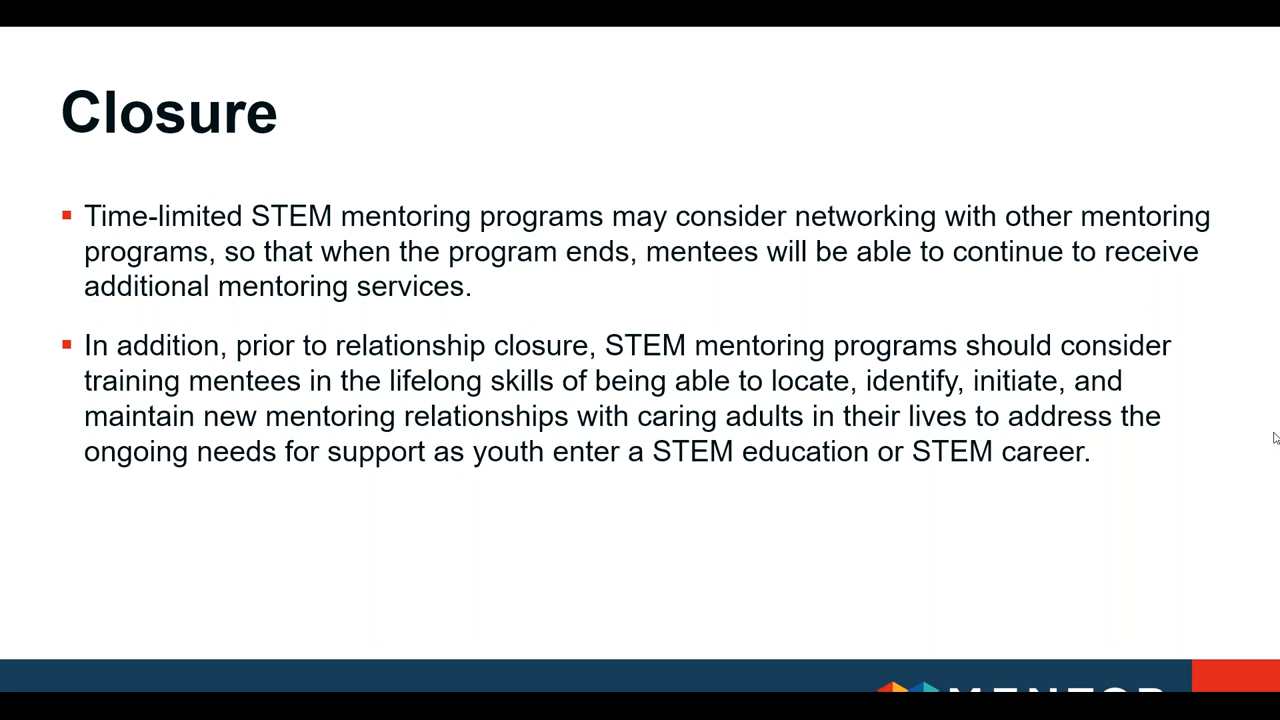 Closure
Time-limited STEM mentoring programs may consider networking with other mentoring
programs, so that when the program ends, mentees will be able to continue to receive
additional mentoring services.
In addition, prior to relationship closure, STEM mentoring programs should consider
training mentees in the lifelong skills of being able to locate, identify, initiate, and
maintain new mentoring relationships with caring adults in their lives to address the
ongoing needs for support as youth enter a STEM education or STEM career.
MENTOR